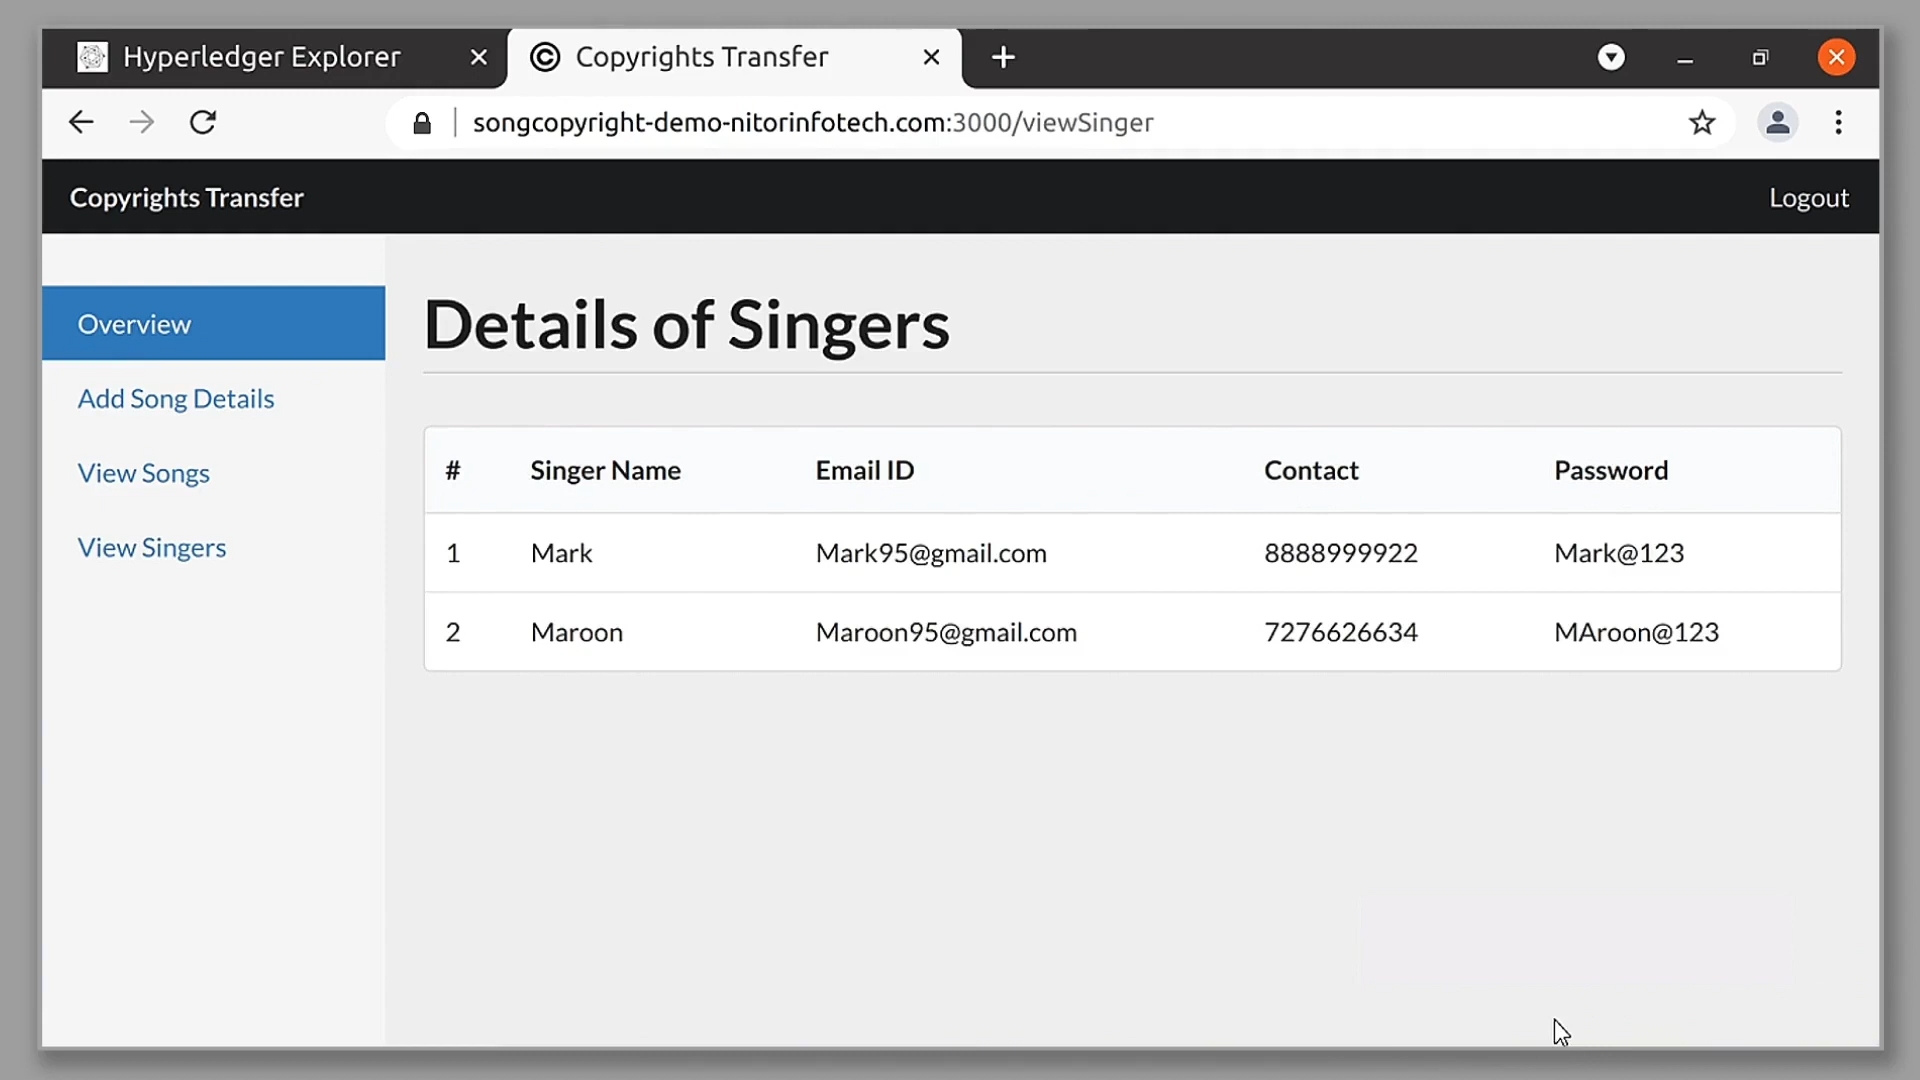 Hyperledger Explorer
Copyrights Transfer
songcopyright-demo-nitorinfotech.com:3000/viewSinger
Copyrights Transfer
Logout
Overview
Add Song Details
View Songs
View Singers
Details of Singers
# Singer Name Email ID Contact Password
1 Mark Mark95@gmail.com 8888999922 Mark@123
2 Maroon Maroon95@gmail.com 7276626634 MAroon@123